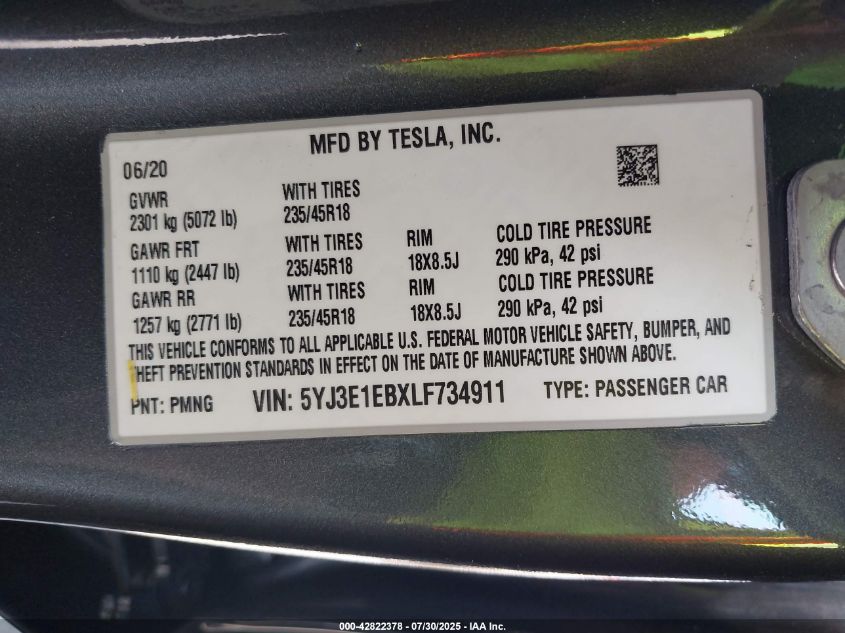 MFD BY TESLA, INC.
06/20
GVWR WITH TIRES
2301 kg (5072 lb) 235/45R18
GAWR FRT WITH TIRES RIM COLD TIRE PRESSURE
1110 kg (2447 lb) 235/45R18 18X8.5J 290 kPa, 42 psi
GAWR RR WITH TIRES RIM COLD TIRE PRESSURE
1257 kg (2771 lb) 235/45R18 18X8.5J 290 kPa, 42 psi
THIS VEHICLE CONFORMS TO ALL APPLICABLE U.S. FEDERAL MOTOR VEHICLE SAFETY, BUMPER, AND
THEFT PREVENTION STANDARDS IN EFFECT ON THE DATE OF MANUFACTURE SHOWN ABOVE.
PNT: PMNG VIN: 5YJ3E1EBXLF734911 TYPE: PASSENGER CAR
000-42822378 - 07/30/2025 - IAA Inc.